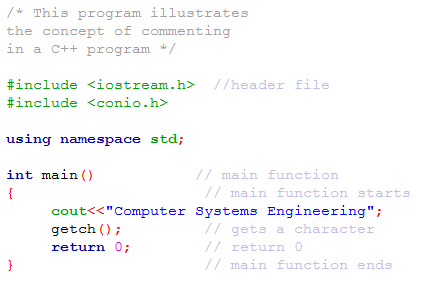 /* This program illustrates
the concept of commenting
in a C++ program */
#include <iostream.h>  //header file
#include <conio.h>
using namespace std;
int main()            // main function
{                      // main function starts
     cout<<"Computer Systems Engineering";
     getch();         // gets a character
     return 0;        // return 0
}                      // main function ends